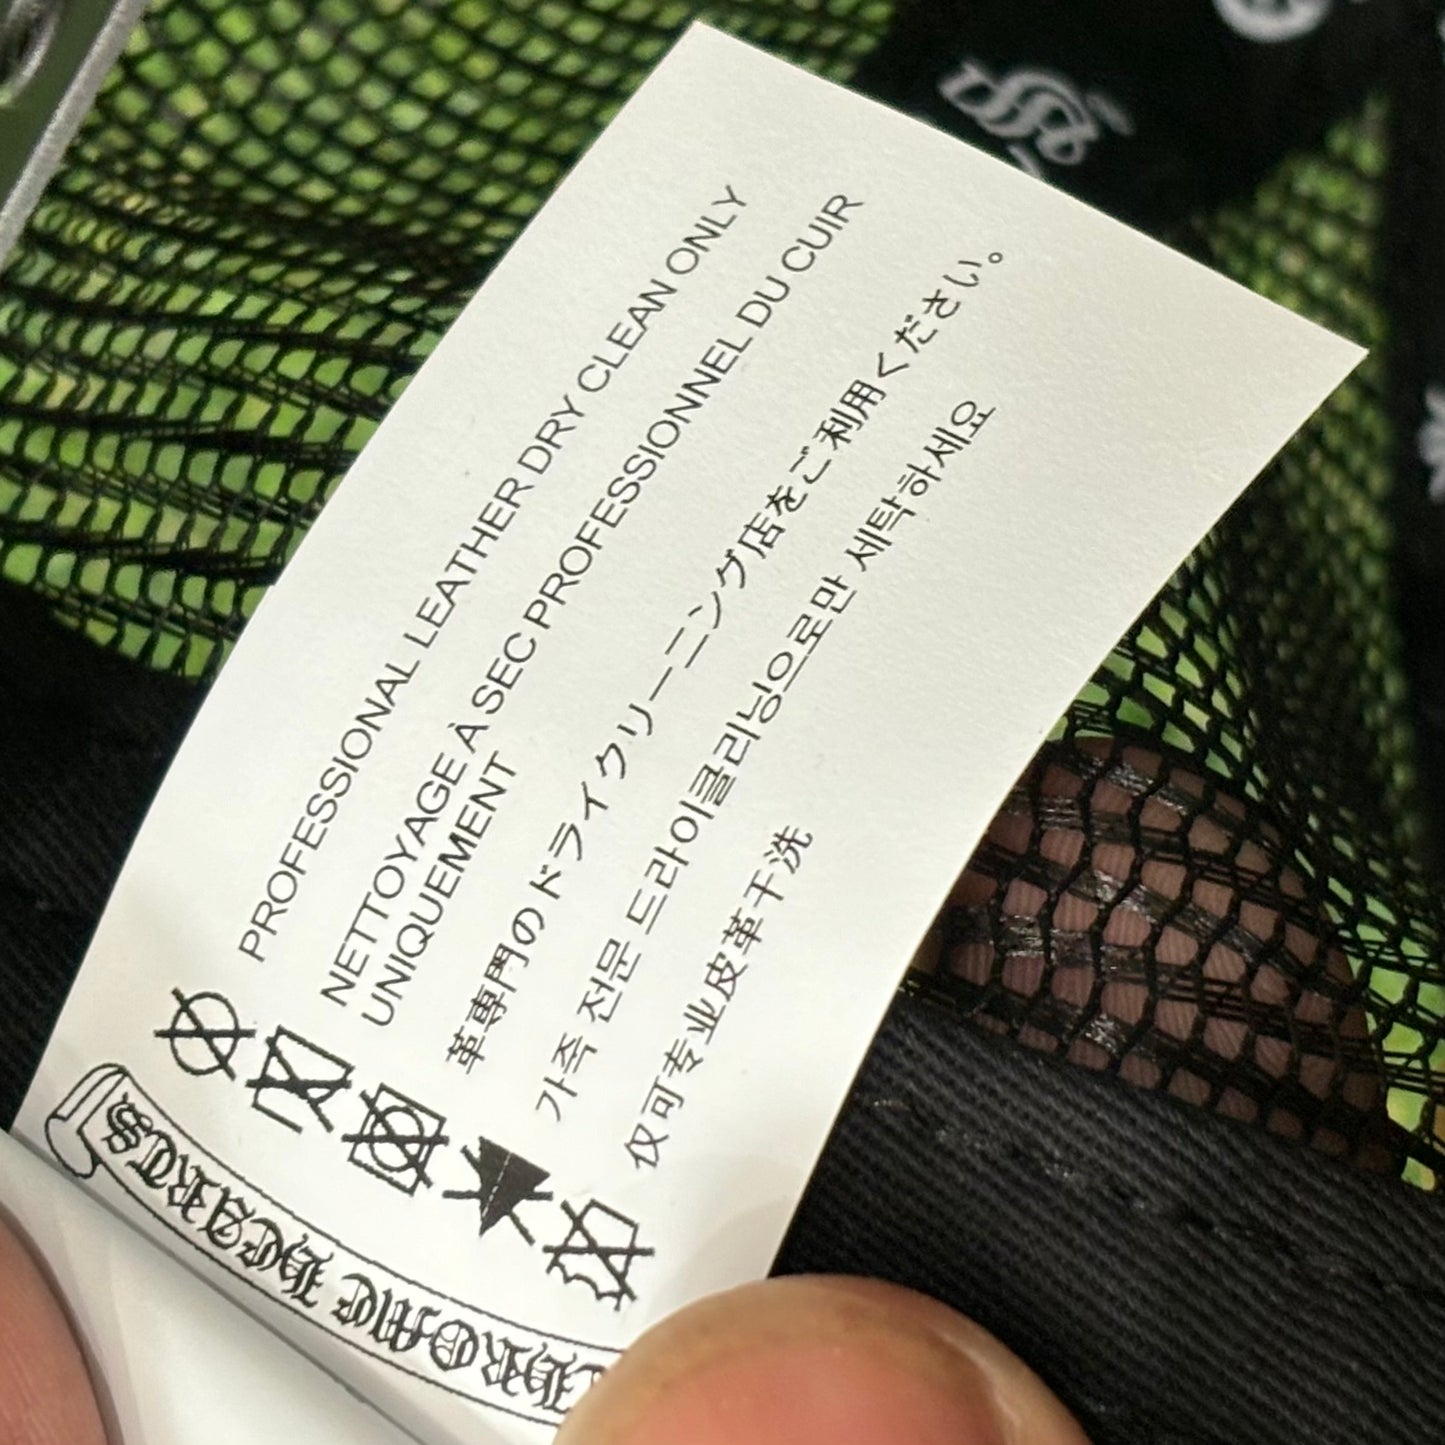 PROFESSIONAL LEATHER DRY CLEAN ONLY
NETTOYAGE À SEC PROFESSIONNEL DU CUIR
UNIQUEMENT
革専門のドライクリーニング店をご利用ください。
가죽 전문 드라이클리닝으로만 세탁하세요
仅可专业皮革干洗
HROME HEARTS